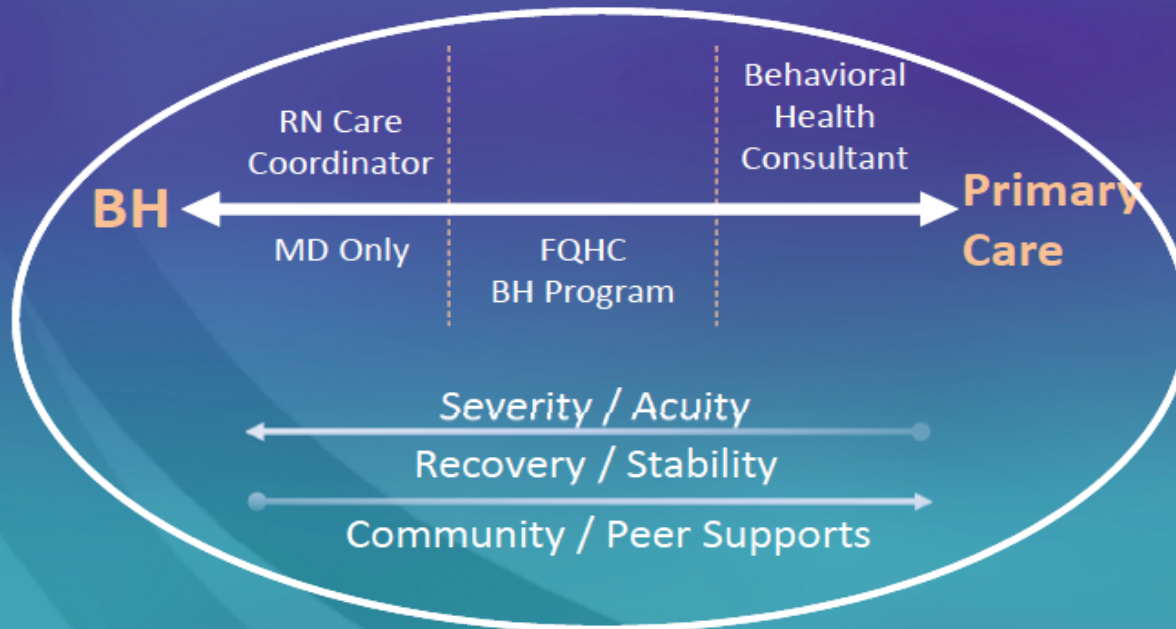 RN Care
Coordinator
Behavioral
Health
Consultant
BH
Primary
Care
MD Only
FQHC
BH Program
Severity / Acuity
Recovery / Stability
Community / Peer Supports